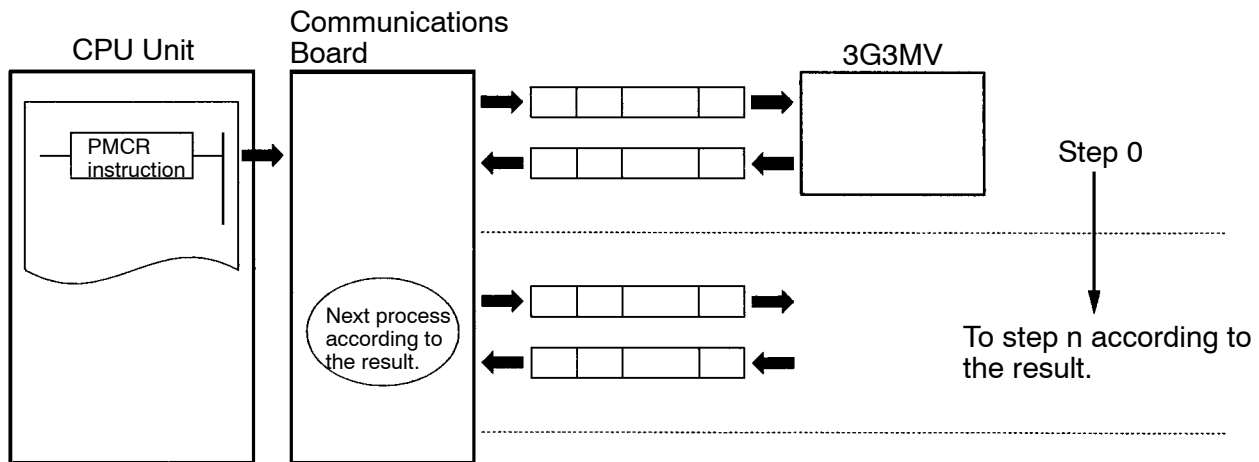 CPU Unit
Communications
Board
3G3MV
PMCR
instruction
Step 0
Next process
according to
the result.
To step n according to
the result.